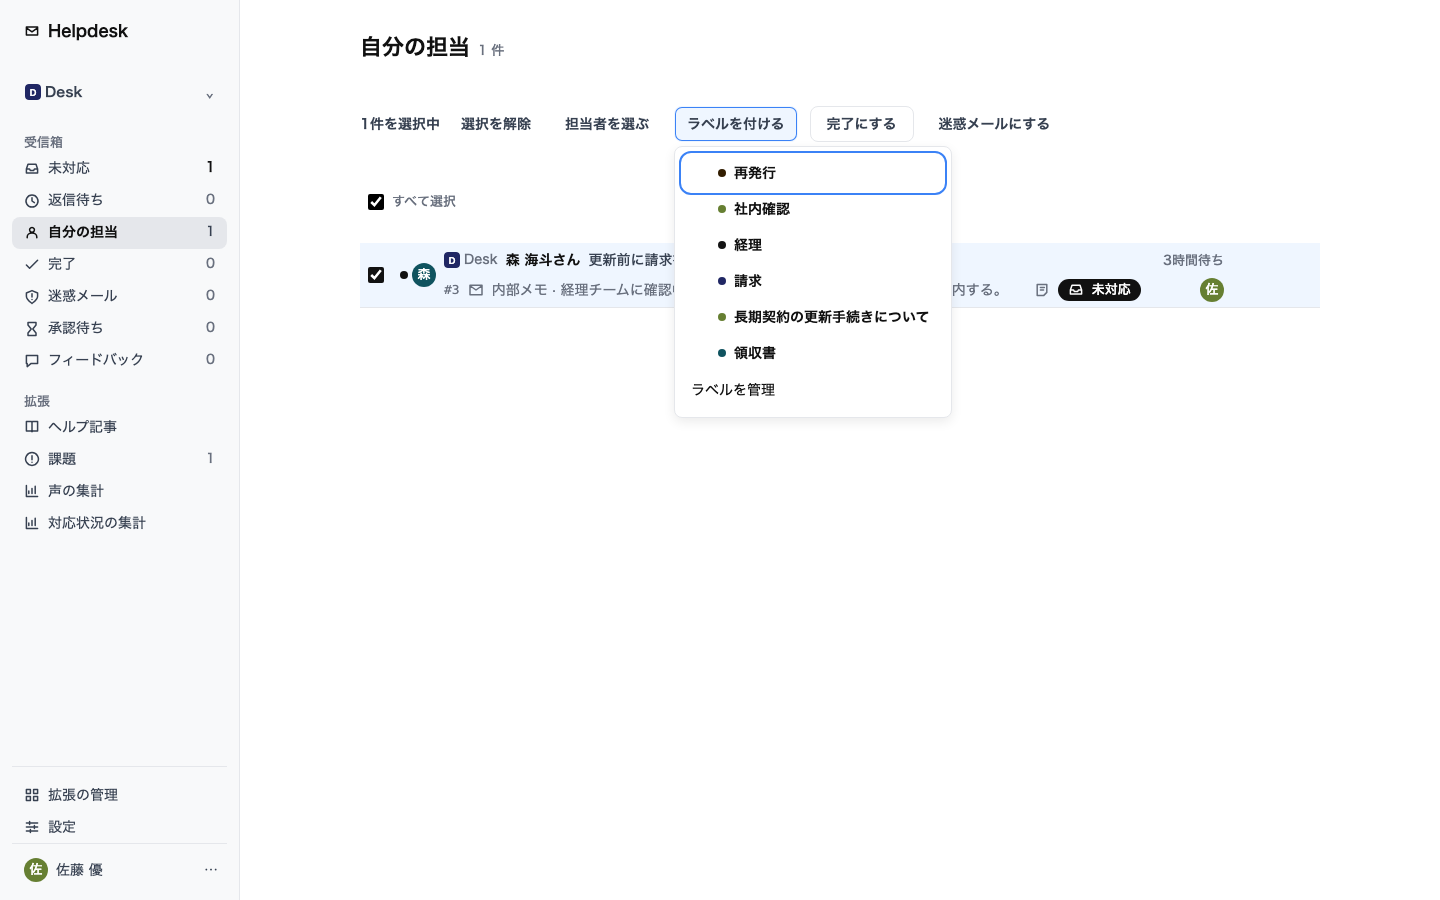 Helpdesk
D Desk
受信箱
未対応 1
返信待ち 0
自分の担当 1
完了 0
迷惑メール 0
承認待ち 0
フィードバック 0
拡張
ヘルプ記事
課題 1
声の集計
対応状況の集計
拡張の管理
設定
佐 佐藤 優 …
自分の担当 1 件
1件を選択中 選択を解除 担当者を選ぶ ラベルを付ける 完了にする 迷惑メールにする
すべて選択
森 D Desk 森 海斗さん 更新前に請求 3時間待ち
#3 内部メモ · 経理チームに確認 内する。 未対応 佐
再発行
社内確認
経理
請求
長期契約の更新手続きについて
領収書
ラベルを管理